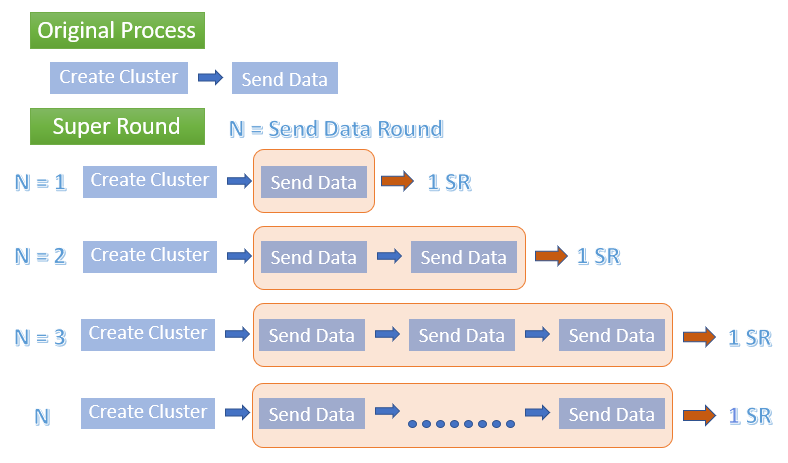 Original Process
Create Cluster Send Data
Super Round N = Send Data Round
N = 1 Create Cluster Send Data 1 SR
N = 2 Create Cluster Send Data Send Data 1 SR
N = 3 Create Cluster Send Data Send Data Send Data 1 SR
N Create Cluster Send Data ........ Send Data 1 SR